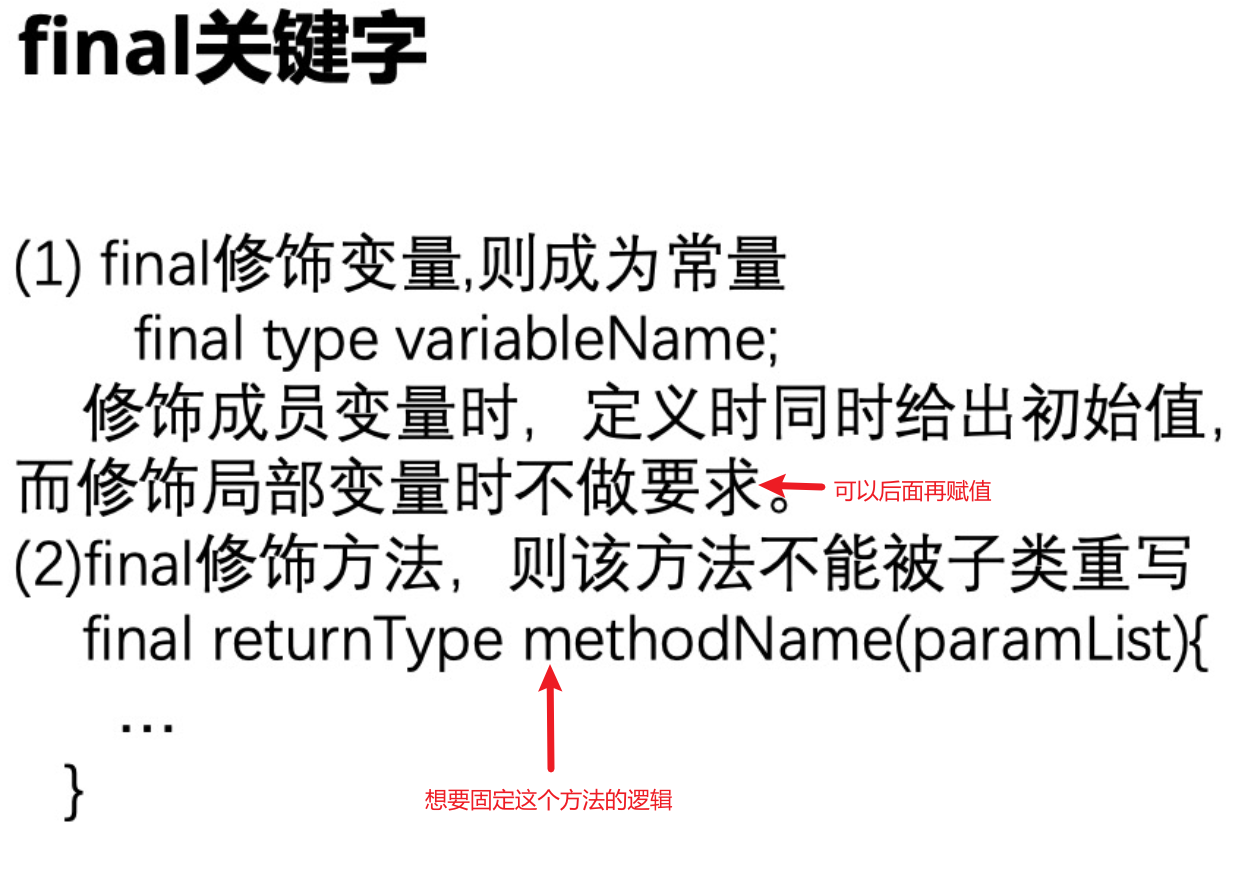 final关键字
(1) final修饰变量,则成为常量
final type variableName;
修饰成员变量时，定义时同时给出初始值，
而修饰局部变量时不做要求。
可以后面再赋值
(2)final修饰方法，则该方法不能被子类重写
final returnType methodName(paramList){
...
}
想要固定这个方法的逻辑